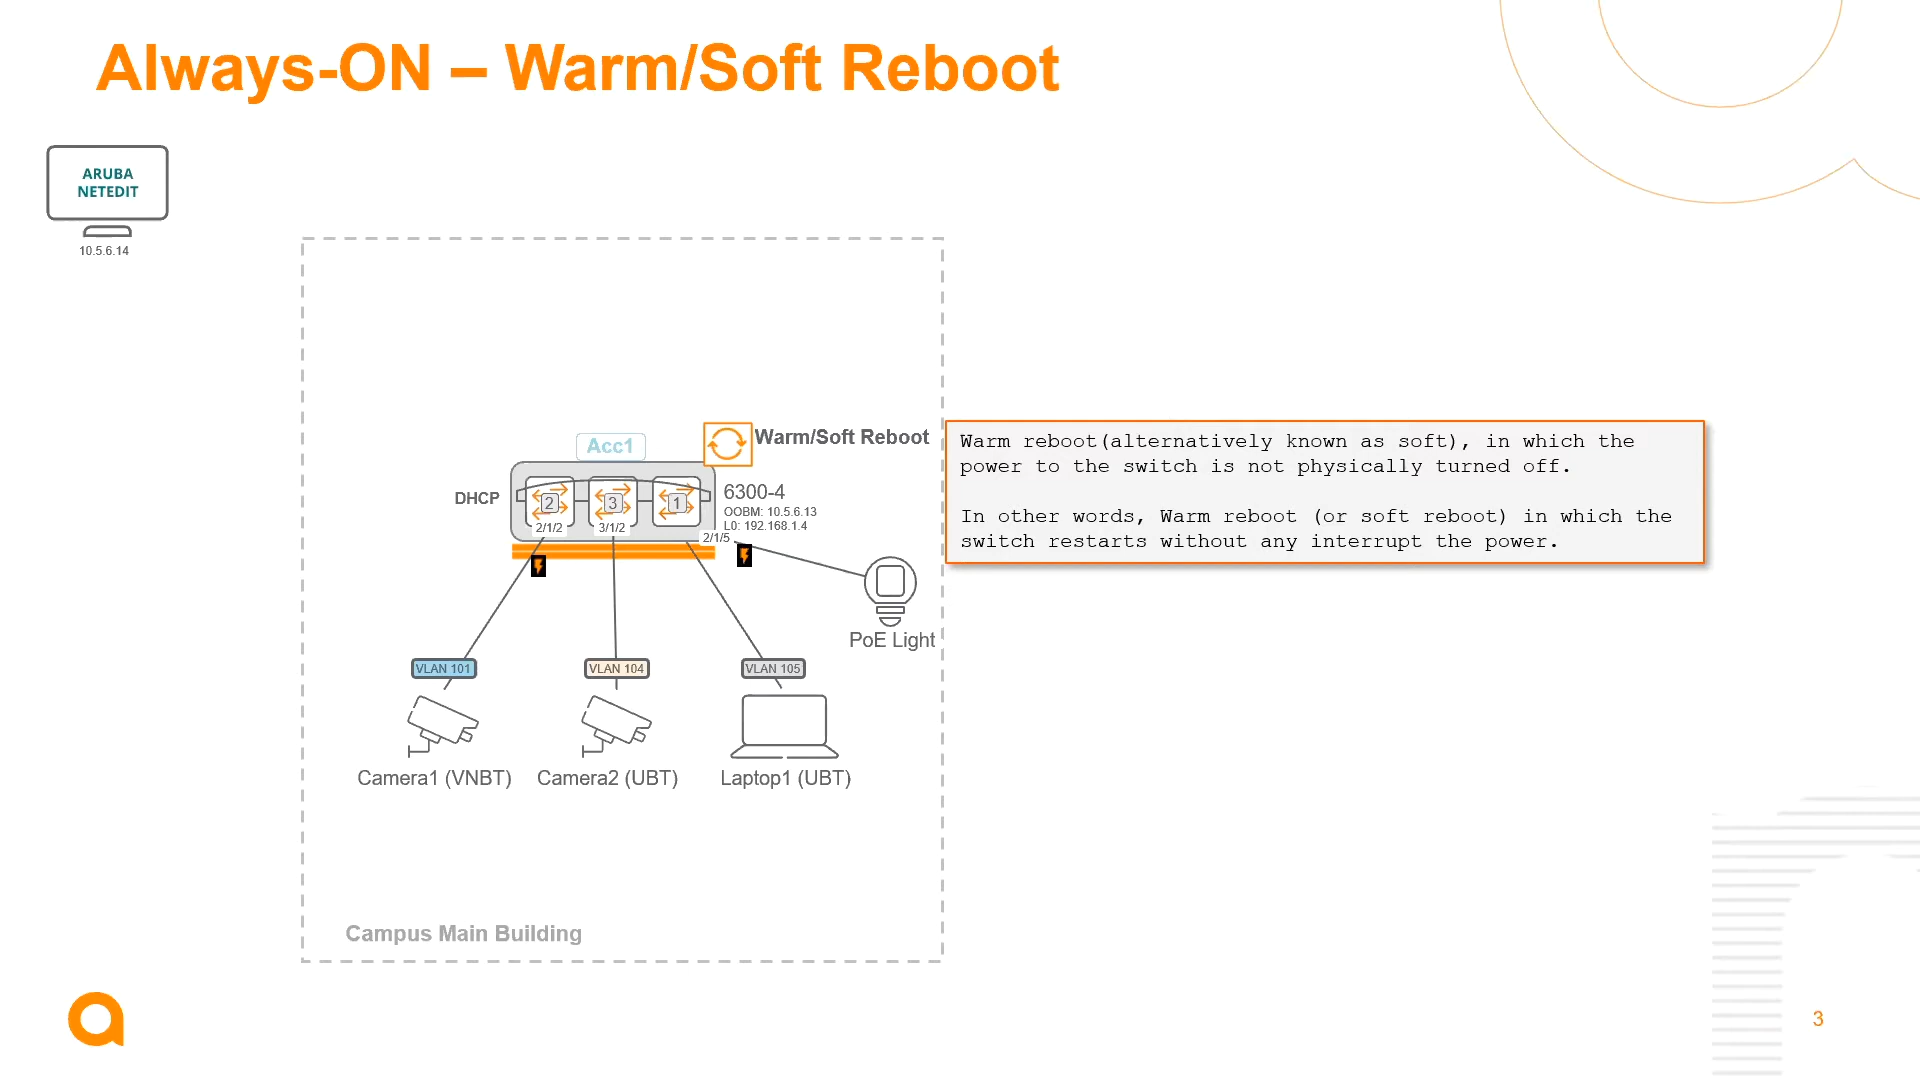 Always-ON – Warm/Soft Reboot
ARUBA
NETEDIT
10.5.6.14
Acc1
Warm/Soft Reboot
DHCP
2
3
1
6300-4
OOBM: 10.5.6.13
L0: 192.168.1.4
2/1/2
3/1/2
2/1/5
Warm reboot(alternatively known as soft), in which the
power to the switch is not physically turned off.
In other words, Warm reboot (or soft reboot) in which the
switch restarts without any interrupt the power.
PoE Light
VLAN 101
VLAN 104
VLAN 105
Camera1 (VNBT)
Camera2 (UBT)
Laptop1 (UBT)
Campus Main Building
3